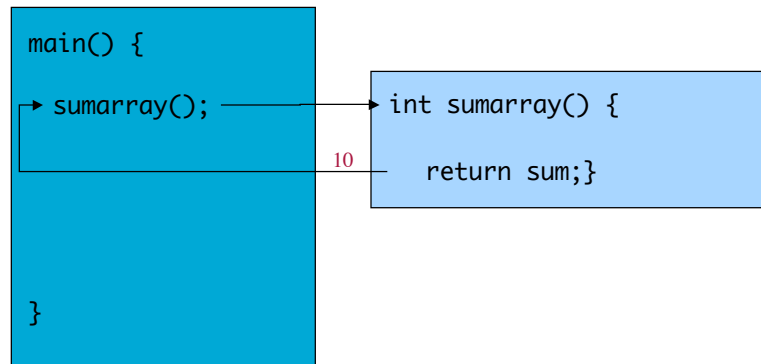 main() {
sumarray();
int sumarray() {
10
return sum;}
}